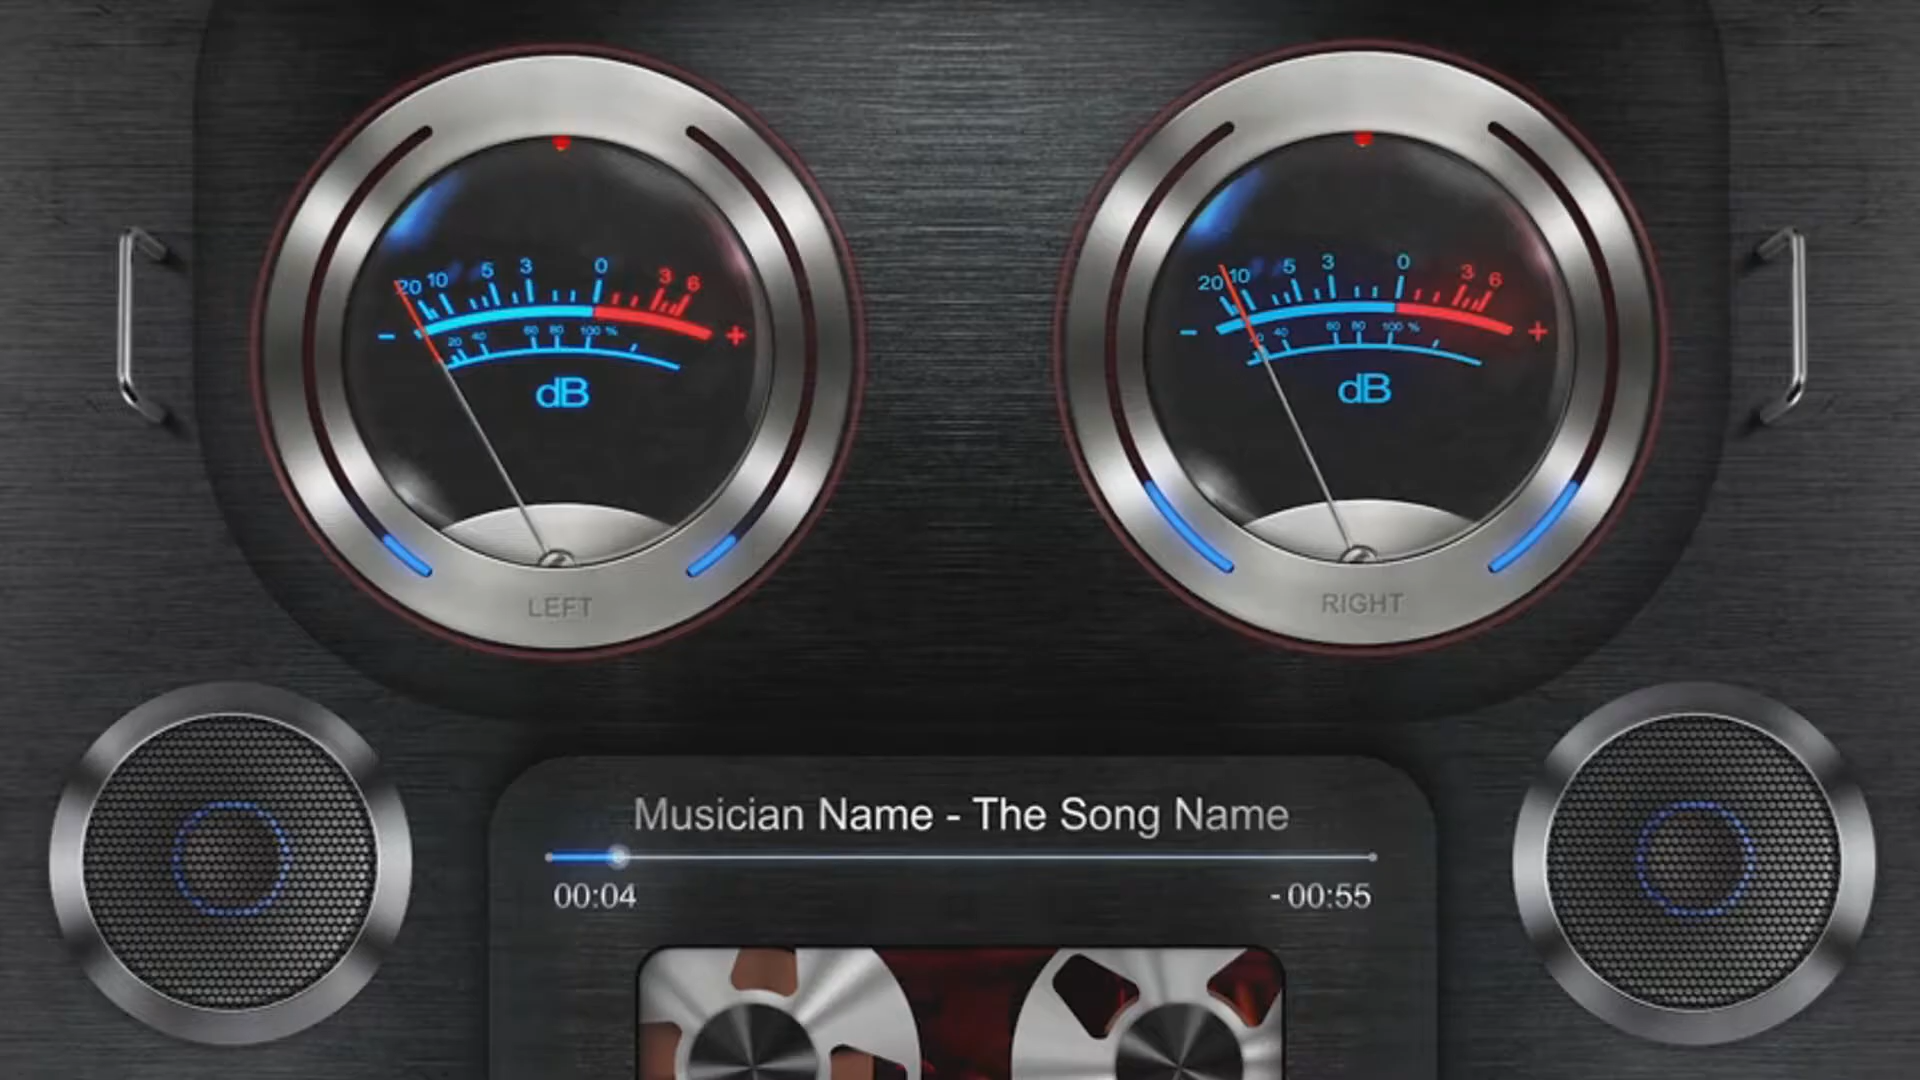 20 10 5 3 0 3 6
- 20 40 60 80 100 % +
dB
LEFT
20 10 5 3 0 3 6
- 20 40 60 80 100 % +
dB
RIGHT
Musician Name - The Song Name
00:04
- 00:55